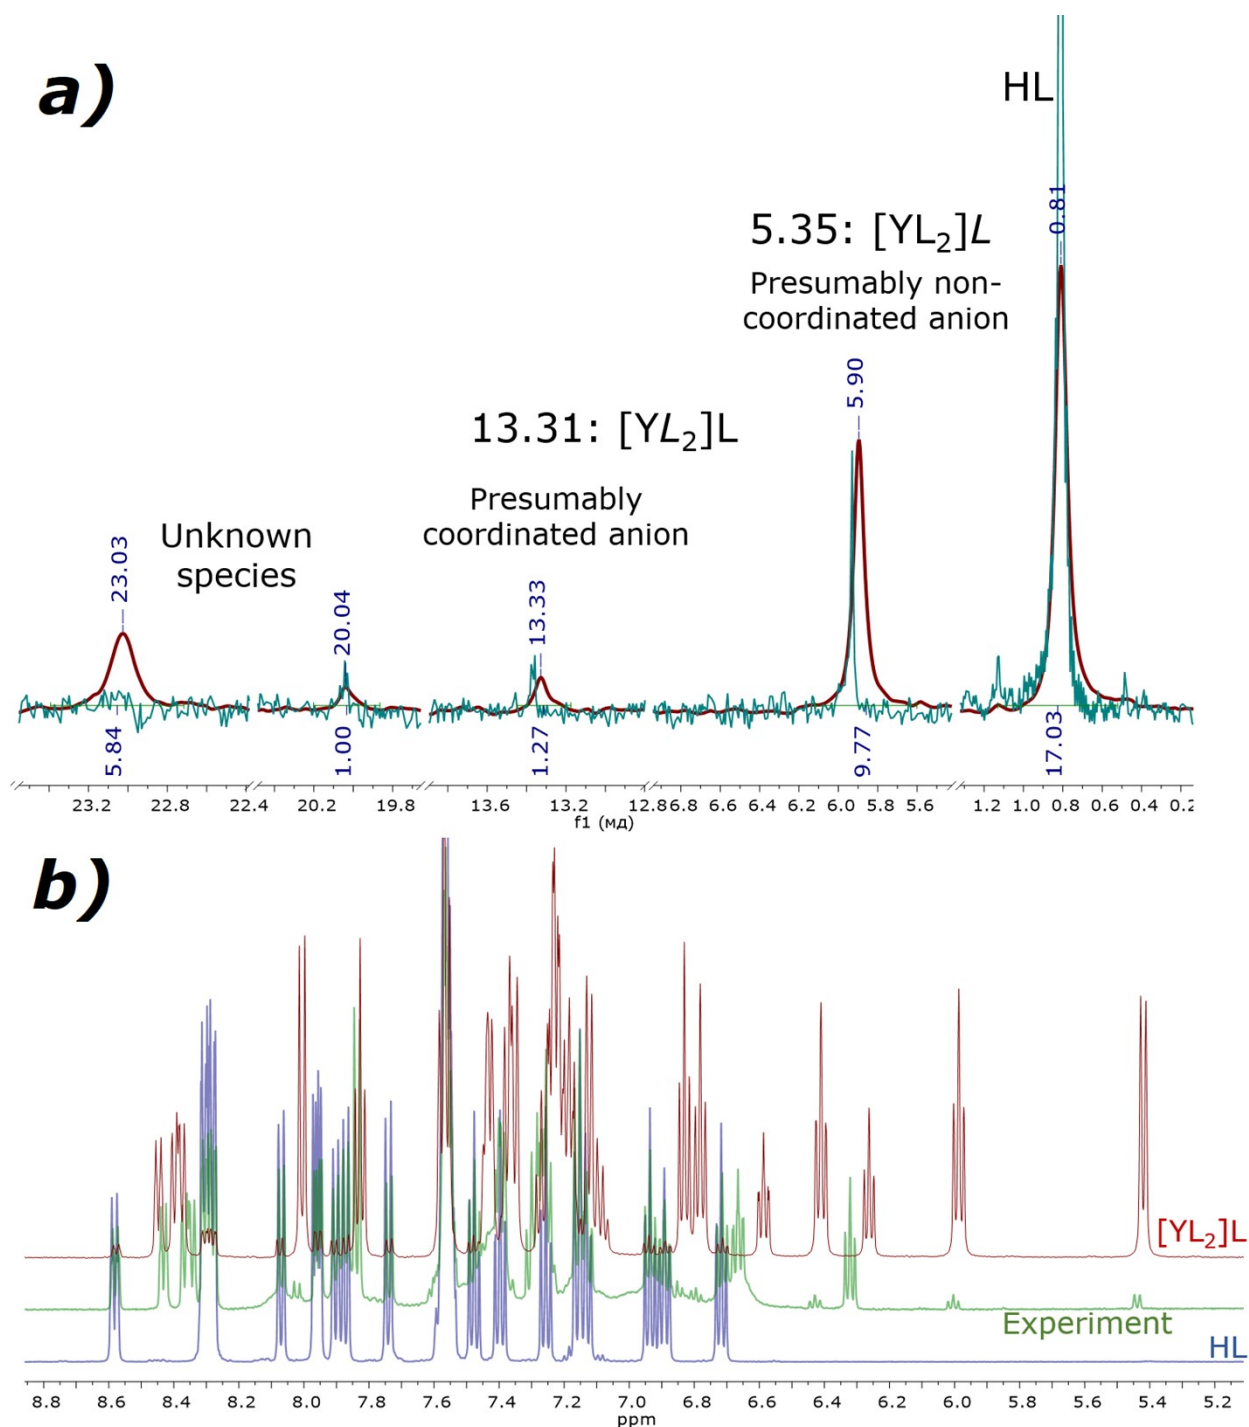 a)
HL
0.81
5.35: [YL₂]L
Presumably non-
coordinated anion
5.90
13.31: [YL₂]L
Presumably
coordinated anion
Unknown
species
23.03
20.04
13.33
5.84
1.00
1.27
9.77
17.03
23.2 22.8 22.4 20.2 19.8 13.6 13.2 12.8 6.8 6.6 6.4 6.2 6.0 5.8 5.6 1.2 1.0 0.8 0.6 0.4 0.2
f1 (мд)
b)
[YL₂]L
Experiment
HL
8.8 8.6 8.4 8.2 8.0 7.8 7.6 7.4 7.2 7.0 6.8 6.6 6.4 6.2 6.0 5.8 5.6 5.4 5.2
ppm